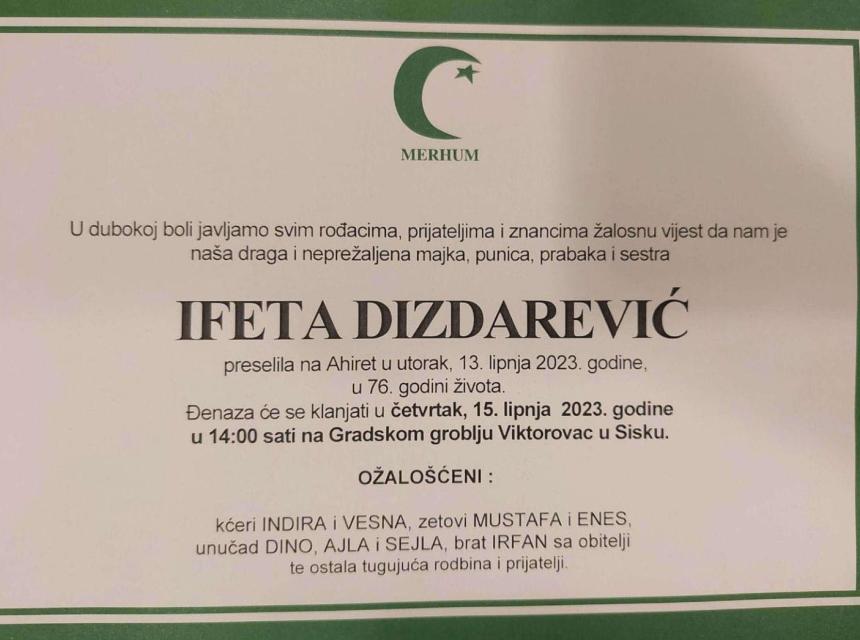 MERHUM
U dubokoj boli javljamo svim rođacima, prijateljima i znancima žalosnu vijest da nam je
naša draga i neprežaljena majka, punica, prabaka i sestra
IFETA DIZDAREVIĆ
preselila na Ahiret u utorak, 13. lipnja 2023. godine,
u 76. godini života.
Đenaza će se klanjati u četvrtak, 15. lipnja 2023. godine
u 14:00 sati na Gradskom groblju Viktorovac u Sisku.
OŽALOŠĆENI :
kćeri INDIRA i VESNA, zetovi MUSTAFA i ENES,
unučad DINO, AJLA i SEJLA, brat IRFAN sa obitelji
te ostala tugujuća rodbina i prijatelji.